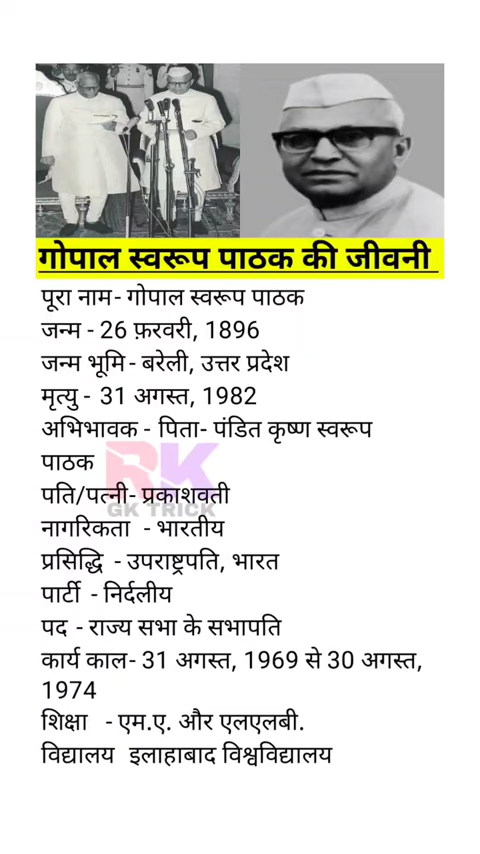 गोपाल स्वरूप पाठक की जीवनी
पूरा नाम- गोपाल स्वरूप पाठक
जन्म - 26 फ़रवरी, 1896
जन्म भूमि - बरेली, उत्तर प्रदेश
मृत्यु - 31 अगस्त, 1982
अभिभावक - पिता- पंडित कृष्ण स्वरूप
पाठक
RK
पति/पत्नी- प्रकाशवती
GK TRICK
नागरिकता - भारतीय
प्रसिद्धि - उपराष्ट्रपति, भारत
पार्टी - निर्दलीय
पद - राज्य सभा के सभापति
कार्य काल- 31 अगस्त, 1969 से 30 अगस्त,
1974
शिक्षा - एम.ए. और एलएलबी.
विद्यालय इलाहाबाद विश्वविद्यालय